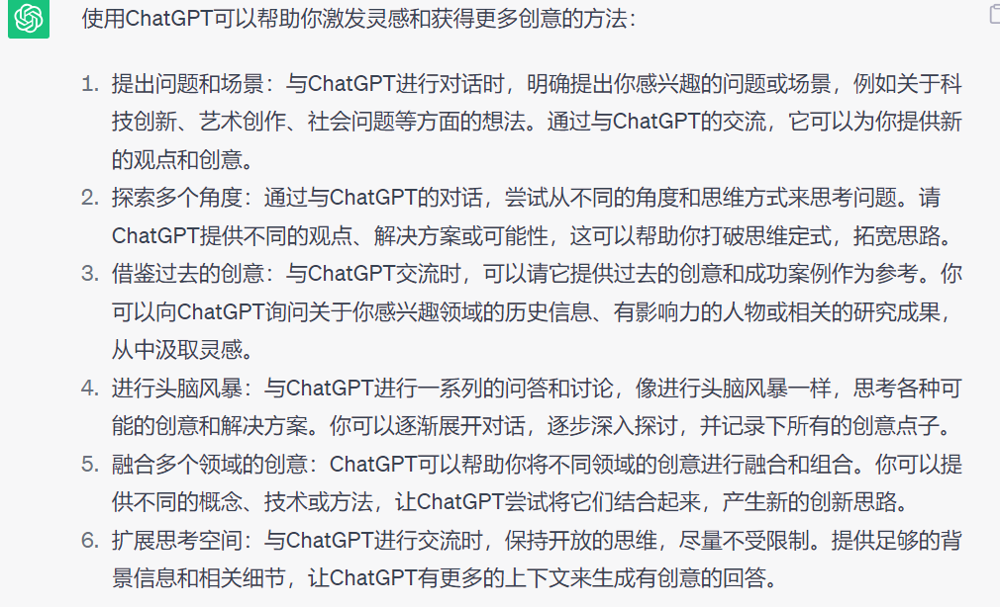 使用ChatGPT可以帮助你激发灵感和获得更多创意的方法：
1. 提出问题和场景：与ChatGPT进行对话时，明确提出你感兴趣的问题或场景，例如关于科
技创新、艺术创作、社会问题等方面的想法。通过与ChatGPT的交流，它可以为你提供新
的观点和创意。
2. 探索多个角度：通过与ChatGPT的对话，尝试从不同的角度和思维方式来思考问题。请
ChatGPT提供不同的观点、解决方案或可能性，这可以帮助你打破思维定式，拓宽思路。
3. 借鉴过去的创意：与ChatGPT交流时，可以请它提供过去的创意和成功案例作为参考。你
可以向ChatGPT询问关于你感兴趣领域的历史信息、有影响力的人物或相关的研究成果，
从中汲取灵感。
4. 进行头脑风暴：与ChatGPT进行一系列的问答和讨论，像进行头脑风暴一样，思考各种可
能的创意和解决方案。你可以逐渐展开对话，逐步深入探讨，并记录下所有的创意点子。
5. 融合多个领域的创意：ChatGPT可以帮助你将不同领域的创意进行融合和组合。你可以提
供不同的概念、技术或方法，让ChatGPT尝试将它们结合起来，产生新的创新思路。
6. 扩展思考空间：与ChatGPT进行交流时，保持开放的思维，尽量不受限制。提供足够的背
景信息和相关细节，让ChatGPT有更多的上下文来生成有创意的回答。